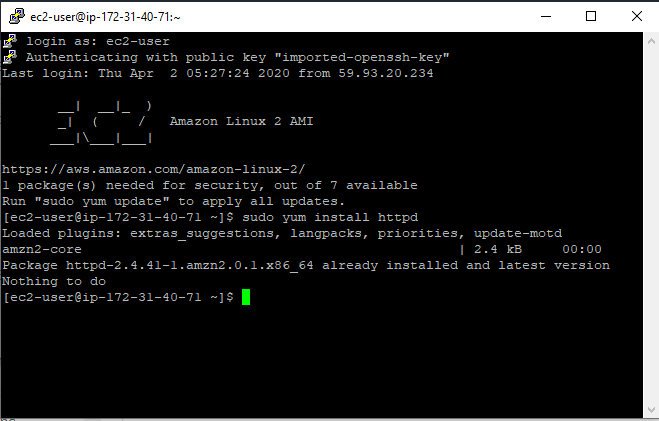 ec2-user@ip-172-31-40-71:~
login as: ec2-user
Authenticating with public key "imported-openssh-key"
Last login: Thu Apr  2 05:27:24 2020 from 59.93.20.234
       __|  __|_  )
       _|  (     /   Amazon Linux 2 AMI
      ___|\___|___|
https://aws.amazon.com/amazon-linux-2/
1 package(s) needed for security, out of 7 available
Run "sudo yum update" to apply all updates.
[ec2-user@ip-172-31-40-71 ~]$ sudo yum install httpd
Loaded plugins: extras_suggestions, langpacks, priorities, update-motd
amzn2-core                                               | 2.4 kB     00:00
Package httpd-2.4.41-1.amzn2.0.1.x86_64 already installed and latest version
Nothing to do
[ec2-user@ip-172-31-40-71 ~]$